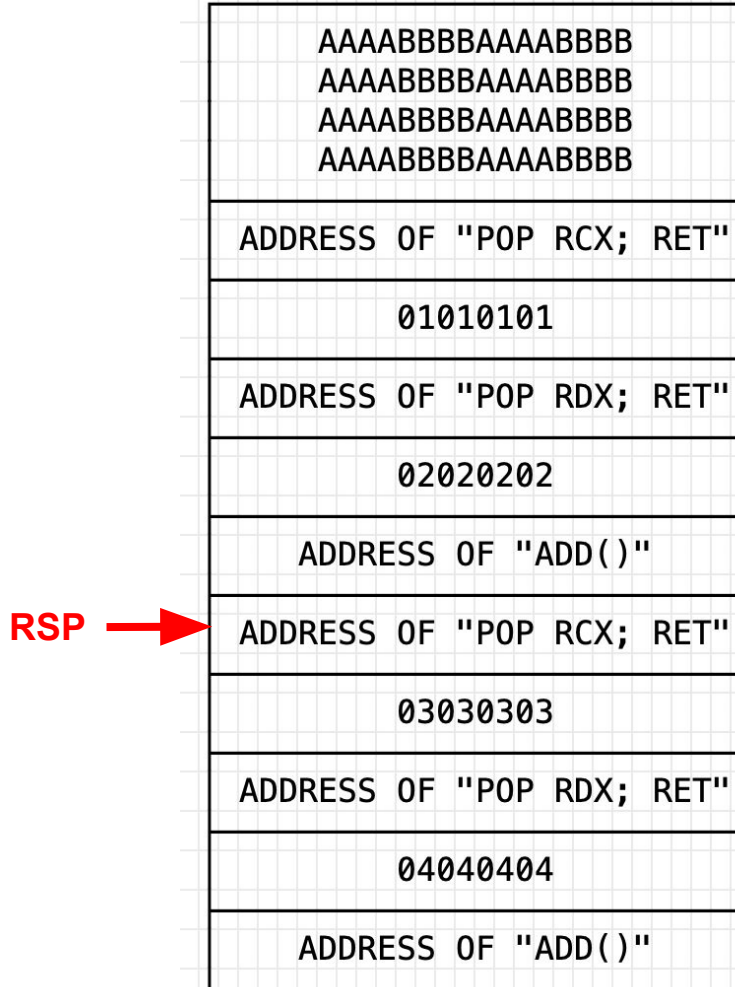 AAAABBBBAAAABBBB
AAAABBBBAAAABBBB
AAAABBBBAAAABBBB
AAAABBBBAAAABBBB
ADDRESS OF "POP RCX; RET"
01010101
ADDRESS OF "POP RDX; RET"
02020202
ADDRESS OF "ADD()"
RSP
ADDRESS OF "POP RCX; RET"
03030303
ADDRESS OF "POP RDX; RET"
04040404
ADDRESS OF "ADD()"